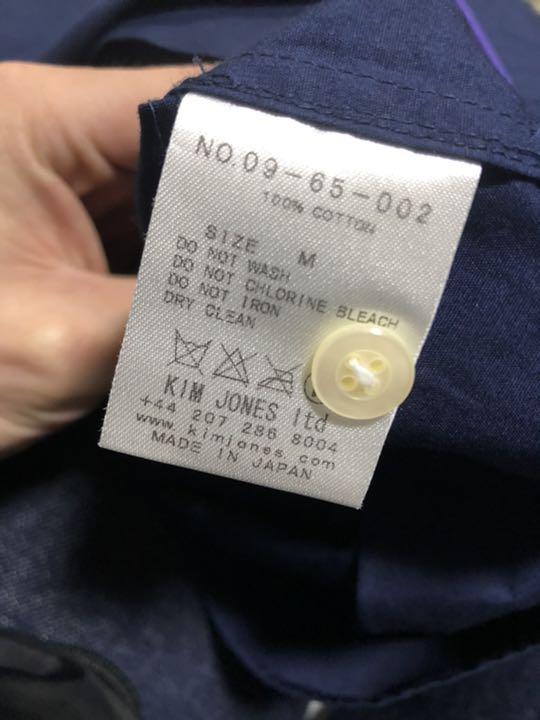 NO.09-65-002
100% COTTON
SIZE M
DO NOT WASH
DO NOT CHLORINE BLEACH
DO NOT IRON
DRY CLEAN
KIM JONES ltd
+44 207 286 8004
www.kimjones.com
MADE IN JAPAN